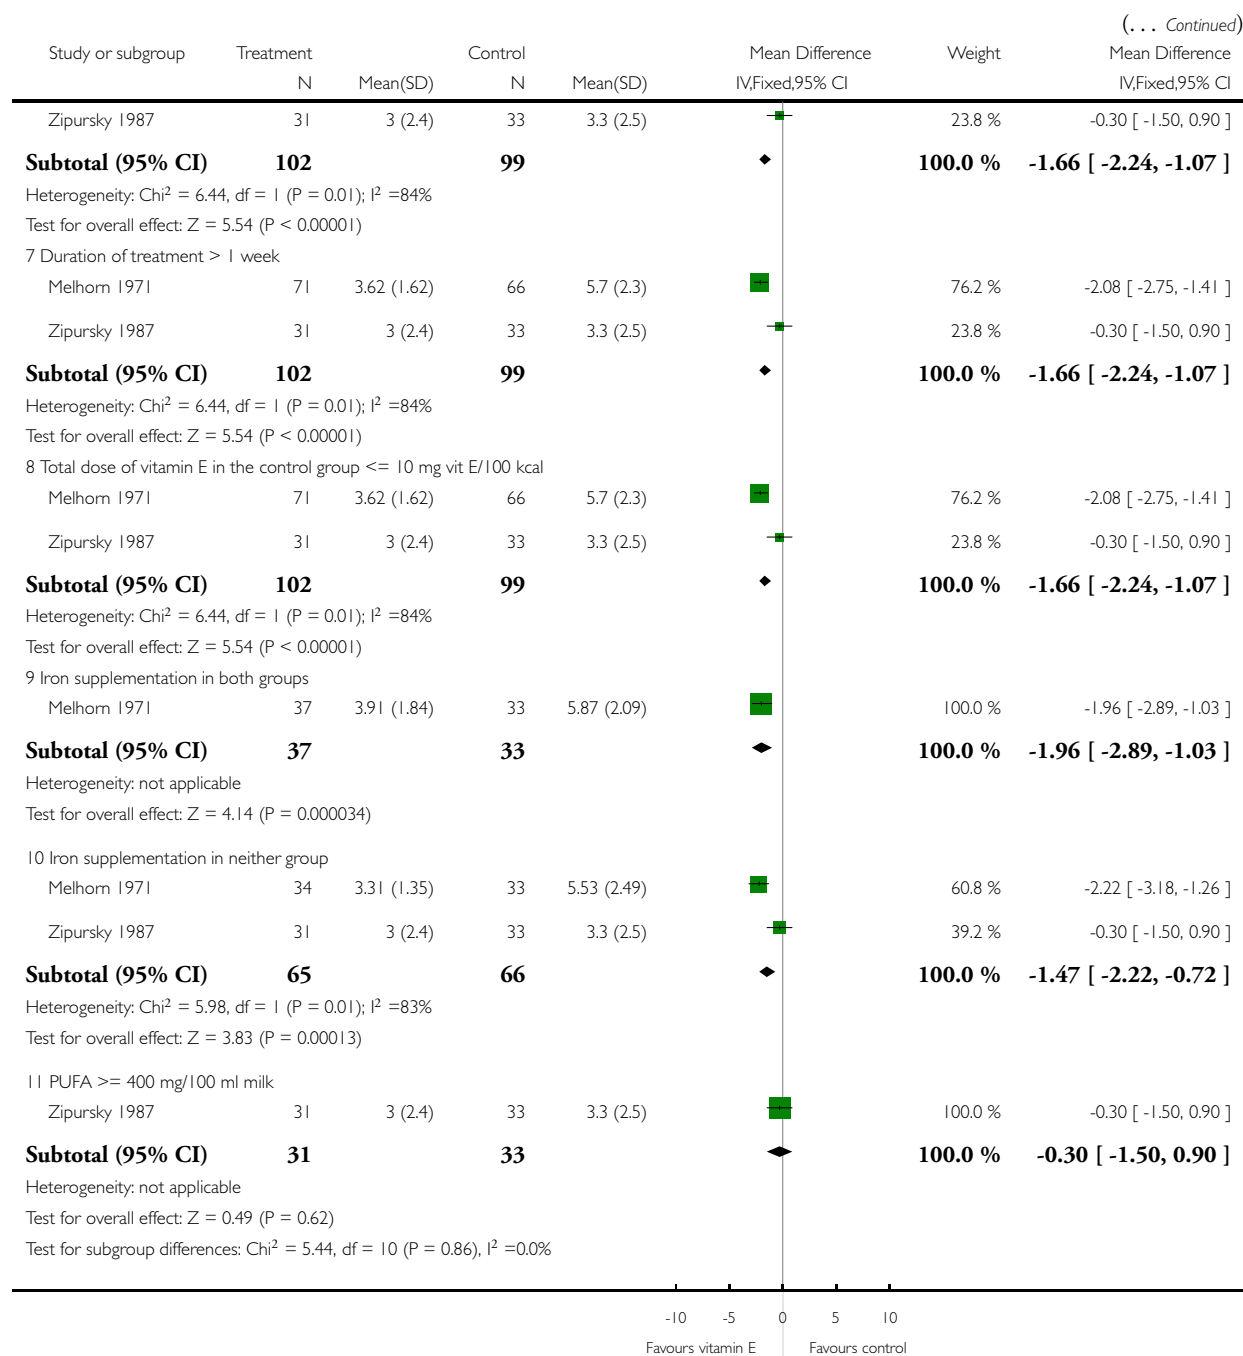 (... Continued)
Study or subgroup Treatment Control Mean Difference Weight Mean Difference
N Mean(SD) N Mean(SD) IV,Fixed,95% CI IV,Fixed,95% CI
Zipursky 1987 31 3 (2.4) 33 3.3 (2.5) 23.8 % -0.30 [ -1.50, 0.90 ]
Subtotal (95% CI) 102 99 100.0 % -1.66 [ -2.24, -1.07 ]
Heterogeneity: Chi² = 6.44, df = 1 (P = 0.01); I² =84%
Test for overall effect: Z = 5.54 (P < 0.00001)
7 Duration of treatment > 1 week
Melhorn 1971 71 3.62 (1.62) 66 5.7 (2.3) 76.2 % -2.08 [ -2.75, -1.41 ]
Zipursky 1987 31 3 (2.4) 33 3.3 (2.5) 23.8 % -0.30 [ -1.50, 0.90 ]
Subtotal (95% CI) 102 99 100.0 % -1.66 [ -2.24, -1.07 ]
Heterogeneity: Chi² = 6.44, df = 1 (P = 0.01); I² =84%
Test for overall effect: Z = 5.54 (P < 0.00001)
8 Total dose of vitamin E in the control group <= 10 mg vit E/100 kcal
Melhorn 1971 71 3.62 (1.62) 66 5.7 (2.3) 76.2 % -2.08 [ -2.75, -1.41 ]
Zipursky 1987 31 3 (2.4) 33 3.3 (2.5) 23.8 % -0.30 [ -1.50, 0.90 ]
Subtotal (95% CI) 102 99 100.0 % -1.66 [ -2.24, -1.07 ]
Heterogeneity: Chi² = 6.44, df = 1 (P = 0.01); I² =84%
Test for overall effect: Z = 5.54 (P < 0.00001)
9 Iron supplementation in both groups
Melhorn 1971 37 3.91 (1.84) 33 5.87 (2.09) 100.0 % -1.96 [ -2.89, -1.03 ]
Subtotal (95% CI) 37 33 100.0 % -1.96 [ -2.89, -1.03 ]
Heterogeneity: not applicable
Test for overall effect: Z = 4.14 (P = 0.000034)
10 Iron supplementation in neither group
Melhorn 1971 34 3.31 (1.35) 33 5.53 (2.49) 60.8 % -2.22 [ -3.18, -1.26 ]
Zipursky 1987 31 3 (2.4) 33 3.3 (2.5) 39.2 % -0.30 [ -1.50, 0.90 ]
Subtotal (95% CI) 65 66 100.0 % -1.47 [ -2.22, -0.72 ]
Heterogeneity: Chi² = 5.98, df = 1 (P = 0.01); I² =83%
Test for overall effect: Z = 3.83 (P = 0.00013)
11 PUFA >= 400 mg/100 ml milk
Zipursky 1987 31 3 (2.4) 33 3.3 (2.5) 100.0 % -0.30 [ -1.50, 0.90 ]
Subtotal (95% CI) 31 33 100.0 % -0.30 [ -1.50, 0.90 ]
Heterogeneity: not applicable
Test for overall effect: Z = 0.49 (P = 0.62)
Test for subgroup differences: Chi² = 5.44, df = 10 (P = 0.86), I² =0.0%
-10 -5 0 5 10
Favours vitamin E Favours control